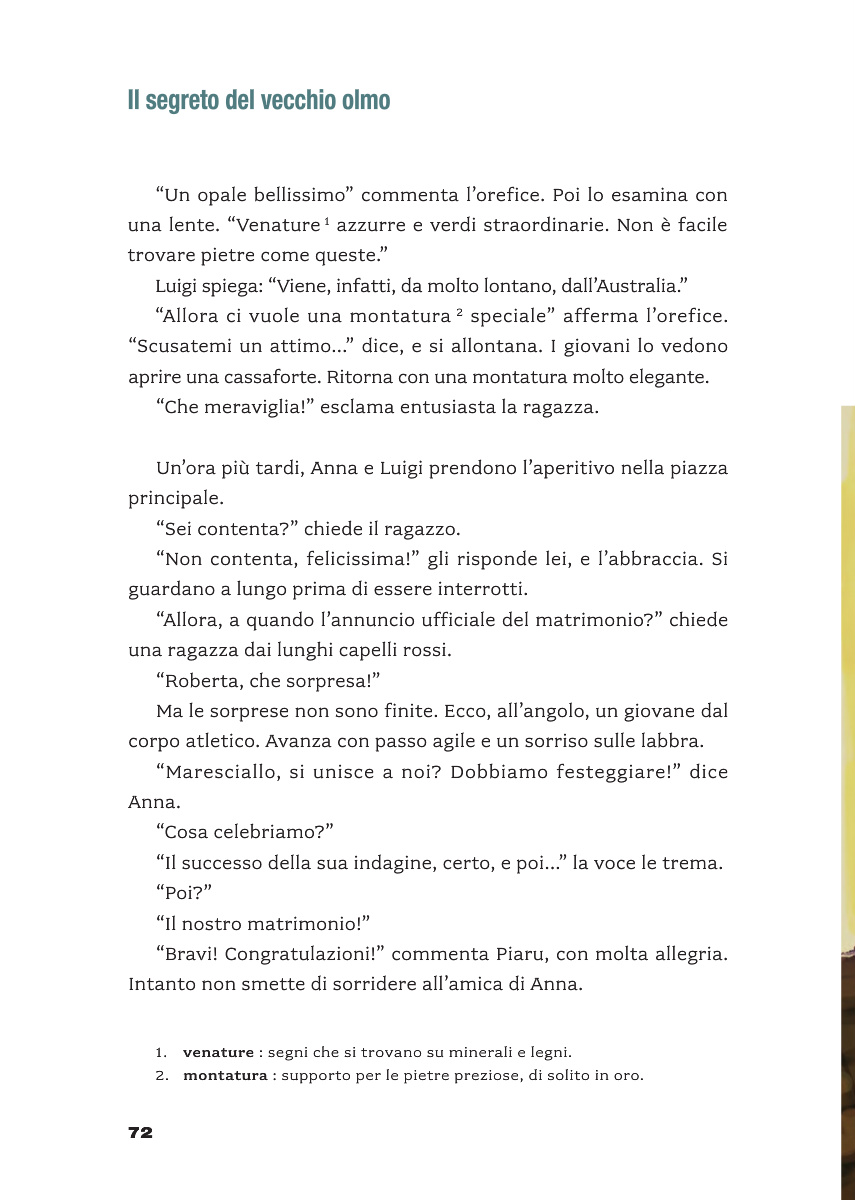 Il segreto del vecchio olmo
“Un opale bellissimo” commenta l’orefice. Poi lo esamina con
una lente. “Venature ¹ azzurre e verdi straordinarie. Non è facile
trovare pietre come queste.”
Luigi spiega: “Viene, infatti, da molto lontano, dall’Australia.”
“Allora ci vuole una montatura ² speciale” afferma l’orefice.
“Scusatemi un attimo...” dice, e si allontana. I giovani lo vedono
aprire una cassaforte. Ritorna con una montatura molto elegante.
“Che meraviglia!” esclama entusiasta la ragazza.
Un’ora più tardi, Anna e Luigi prendono l’aperitivo nella piazza
principale.
“Sei contenta?” chiede il ragazzo.
“Non contenta, felicissima!” gli risponde lei, e l’abbraccia. Si
guardano a lungo prima di essere interrotti.
“Allora, a quando l’annuncio ufficiale del matrimonio?” chiede
una ragazza dai lunghi capelli rossi.
“Roberta, che sorpresa!”
Ma le sorprese non sono finite. Ecco, all’angolo, un giovane dal
corpo atletico. Avanza con passo agile e un sorriso sulle labbra.
“Maresciallo, si unisce a noi? Dobbiamo festeggiare!” dice
Anna.
“Cosa celebriamo?”
“Il successo della sua indagine, certo, e poi...” la voce le trema.
“Poi?”
“Il nostro matrimonio!”
“Bravi! Congratulazioni!” commenta Piaru, con molta allegria.
Intanto non smette di sorridere all’amica di Anna.
1. venature : segni che si trovano su minerali e legni.
2. montatura : supporto per le pietre preziose, di solito in oro.
72